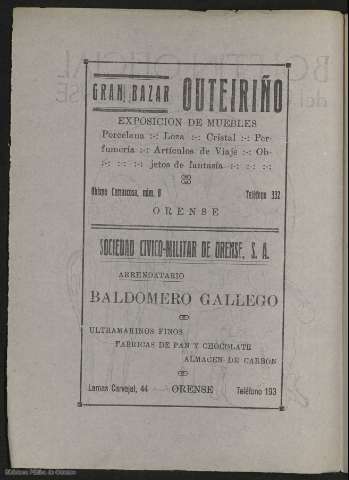 GRAN BAZAR OUTEIRIÑO
EXPOSICION DE MUEBLES
Porcelana :-: Loza :-: Cristal :-: Per-
fumería :-: Artículos de Viaje :-: Ob-
:-: :-: :-: jetos de fantasía :-: :-: :-:
Obispo Carrascosa, núm. 8 Teléfono 332
ORENSE
SOCIEDAD CIVICO-MILITAR DE ORENSE, S. A.
ARRENDATARIO
BALDOMERO GALLEGO
ULTRAMARINOS FINOS
FABRICAS DE PAN Y CHOCOLATE
ALMACEN DE CARBON
Lamas Carvajal, 44 ORENSE Teléfono 193